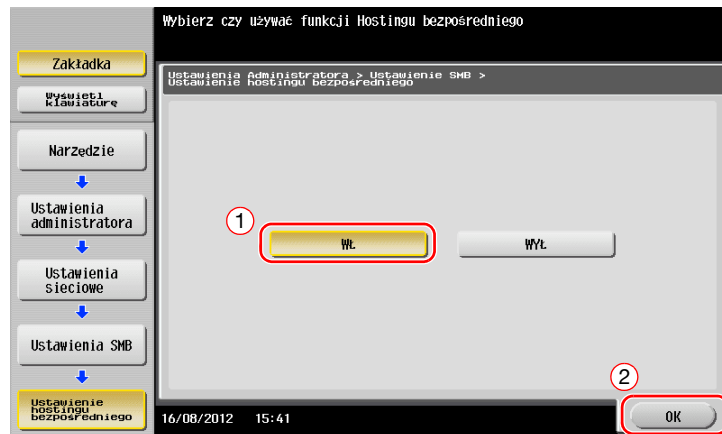 Wybierz czy używać funkcji Hostingu bezpośredniego
Zakładka
Wyświetl
klawiaturę
Ustawienia Administratora > Ustawienie SMB >
Ustawienie hostingu bezpośredniego
Narzędzie
Ustawienia
administratora
1
WŁ
WYŁ
Ustawienia
sieciowe
Ustawienia SMB
2
Ustawienie
hostingu
bezpośredniego
16/08/2012 15:41
OK